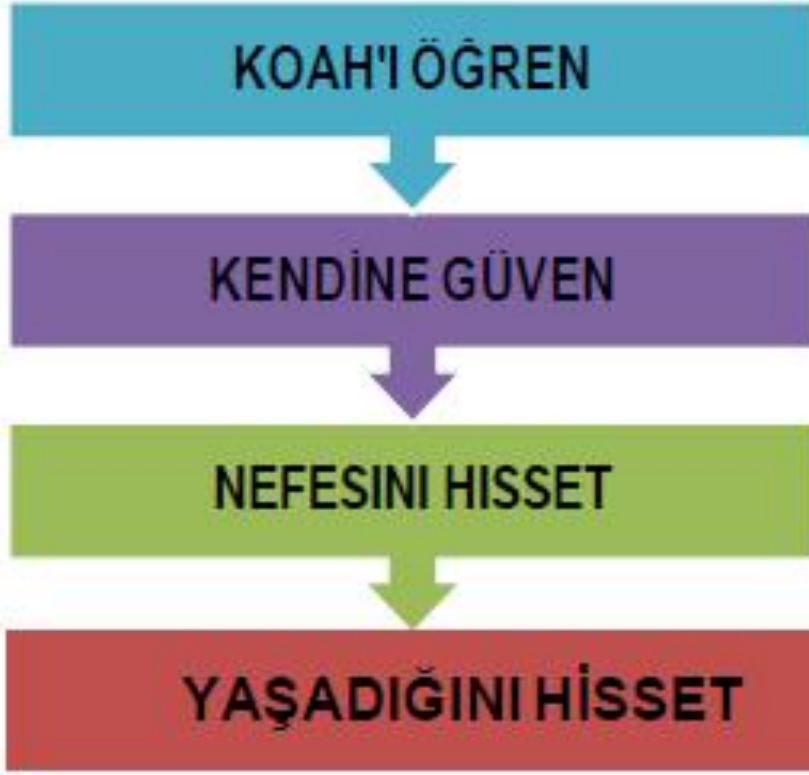 KOAH'I ÖĞREN
KENDİNE GÜVEN
NEFESINI HISSET
YAŞADIĞINI HİSSET